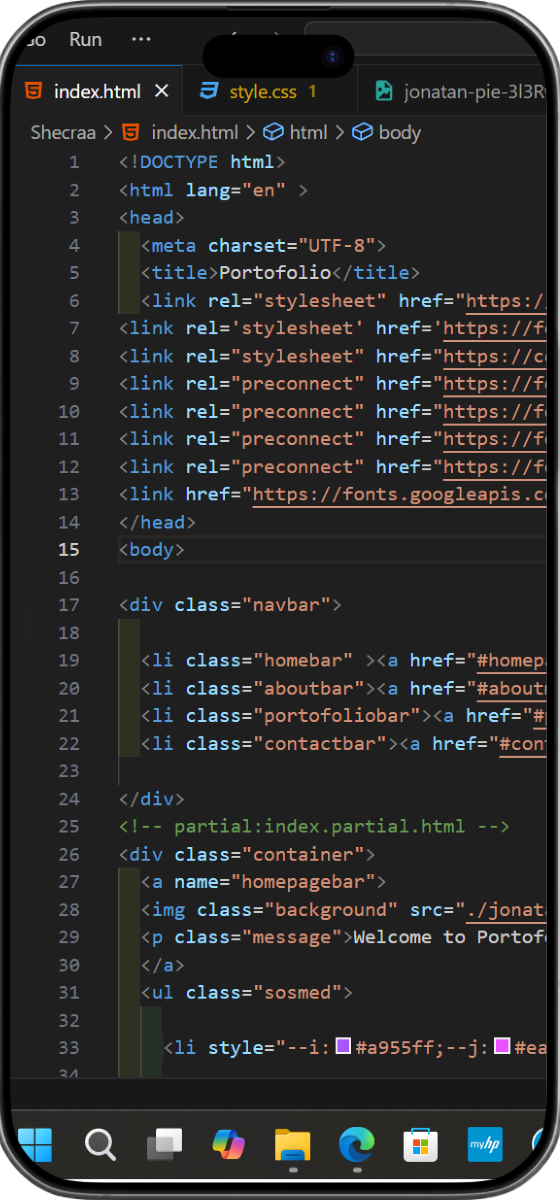 Go Run ...
index.html style.css 1 jonatan-pie-3l3R
Shecraa > index.html > html > body
1 <!DOCTYPE html>
2 <html lang="en" >
3 <head>
4 <meta charset="UTF-8">
5 <title>Portofolio</title>
6 <link rel="stylesheet" href="https:/
7 <link rel='stylesheet' href='https://fo
8 <link rel="stylesheet" href="https://co
9 <link rel="preconnect" href="https://fo
10 <link rel="preconnect" href="https://fo
11 <link rel="preconnect" href="https://fo
12 <link rel="preconnect" href="https://fo
13 <link href="https://fonts.googleapis.co
14 </head>
15 <body>
16
17 <div class="navbar">
18
19 <li class="homebar" ><a href="#homep
20 <li class="aboutbar"><a href="#about
21 <li class="portofoliobar"><a href="#
22 <li class="contactbar"><a href="#con
23
24 </div>
25 <!-- partial:index.partial.html -->
26 <div class="container">
27 <a name="homepagebar">
28 <img class="background" src="./jonat
29 <p class="message">Welcome to Portof
30 </a>
31 <ul class="sosmed">
32
33 <li style="--i:#a955ff;--j:#ea
34
myhp